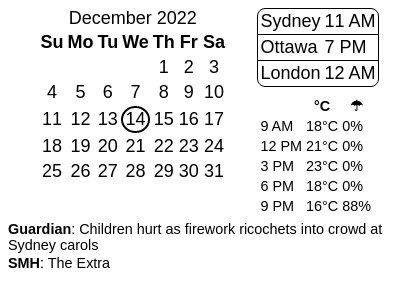 December 2022
Su Mo Tu We Th Fr Sa
1 2 3
4 5 6 7 8 9 10
11 12 13 14 15 16 17
18 19 20 21 22 23 24
25 26 27 28 29 30 31
Sydney 11 AM
Ottawa 7 PM
London 12 AM
°C ☂
9 AM 18°C 0%
12 PM 21°C 0%
3 PM 23°C 0%
6 PM 18°C 0%
9 PM 16°C 88%
Guardian: Children hurt as firework ricochets into crowd at
Sydney carols
SMH: The Extra